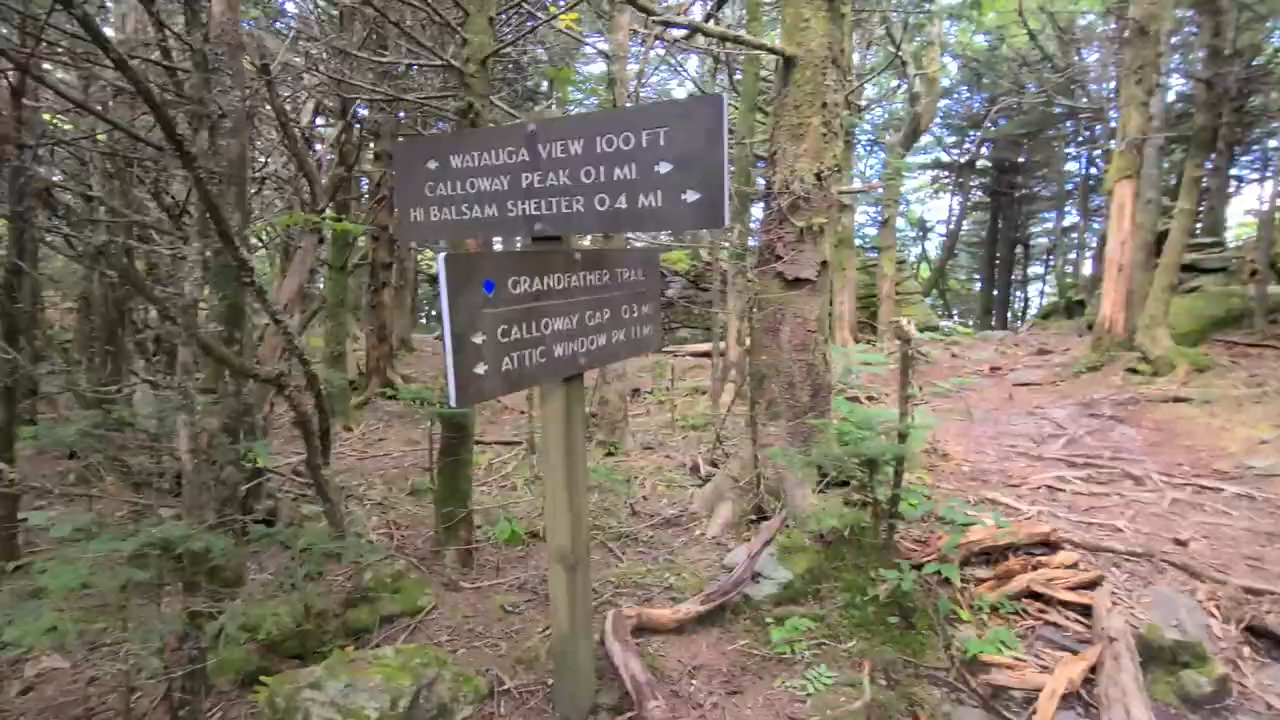 WATAUGA VIEW 100 FT
CALLOWAY PEAK 0.1 MI
HI BALSAM SHELTER 0.4 MI
GRANDFATHER TRAIL
CALLOWAY GAP 0.3 MI
ATTIC WINDOW PK 1.1 MI